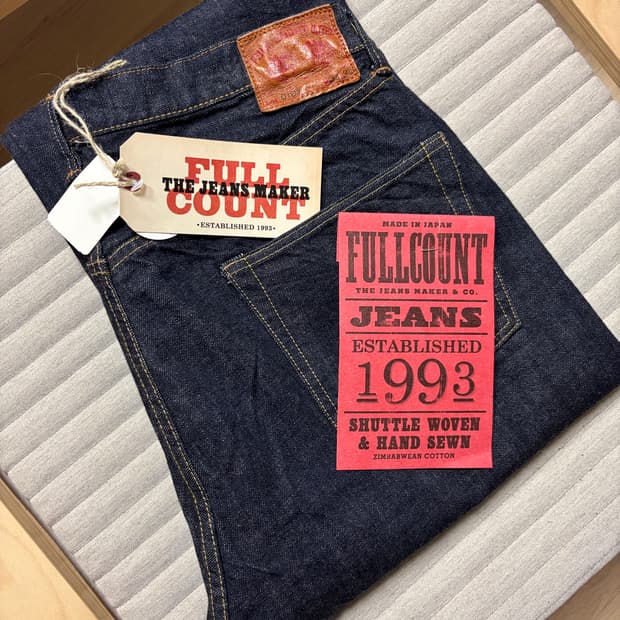 FULL
THE JEANS MAKER
COUNT
•ESTABLISHED 1993•
MADE IN JAPAN
FULLCOUNT
THE JEANS MAKER & CO.
JEANS
ESTABLISHED
1993
SHUTTLE WOVEN
& HAND SEWN
ZIMBABWEAN COTTON